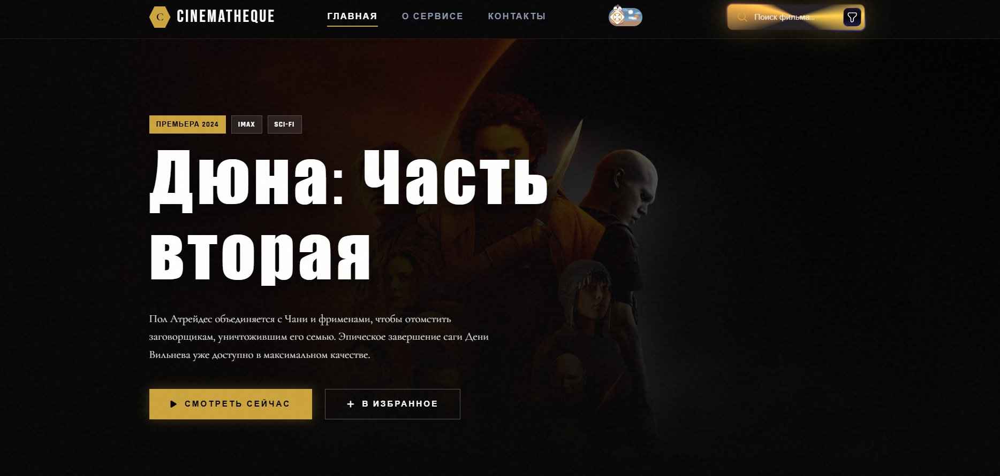 C CINEMATHEQUE
ГЛАВНАЯ
О СЕРВИСЕ
КОНТАКТЫ
Поиск фильма...
ПРЕМЬЕРА 2024
IMAX
SCI-FI
Дюна: Часть
вторая
Пол Атрейдес объединяется с Чани и фрименами, чтобы отомстить
заговорщикам, уничтожившим его семью. Эпическое завершение саги Дени
Вильнева уже доступно в максимальном качестве.
СМОТРЕТЬ СЕЙЧАС
В ИЗБРАННОЕ